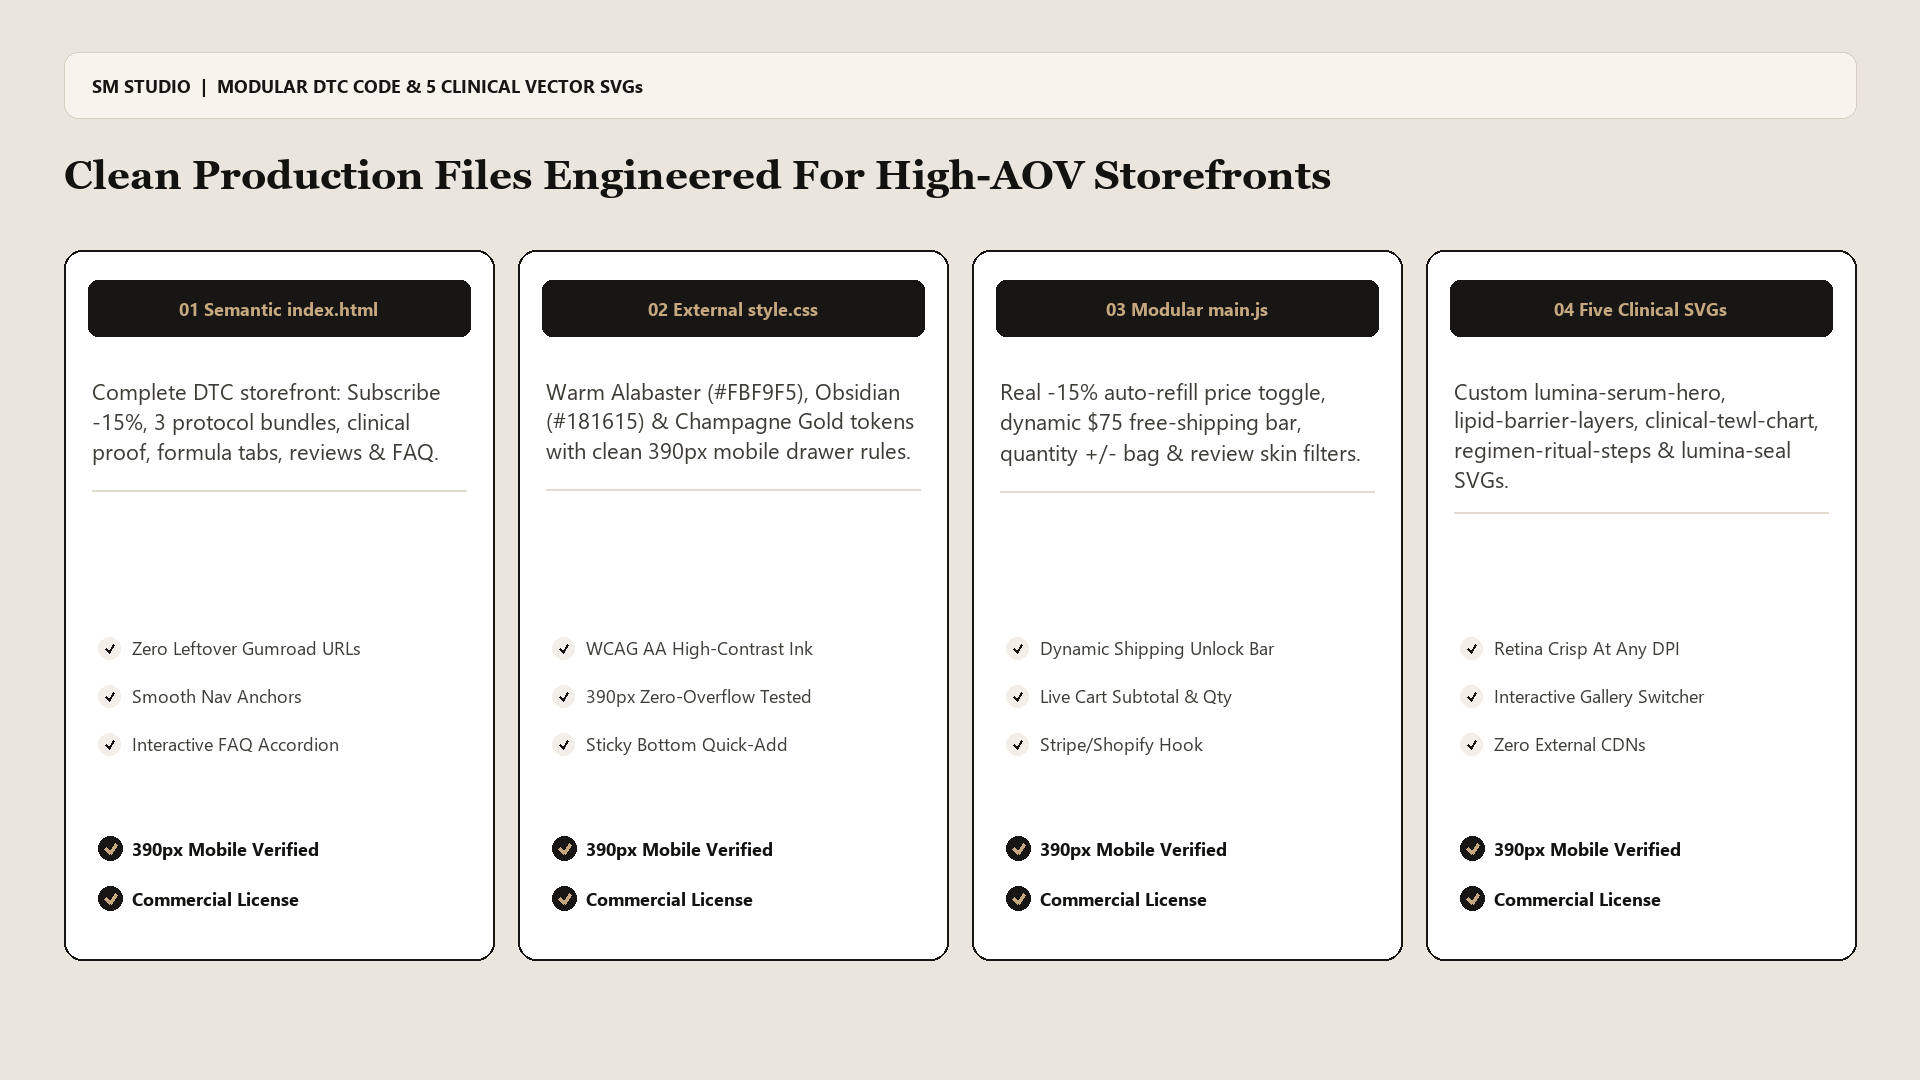 SM STUDIO | MODULAR DTC CODE & 5 CLINICAL VECTOR SVGs
Clean Production Files Engineered For High-AOV Storefronts
01 Semantic index.html
Complete DTC storefront: Subscribe
-15%, 3 protocol bundles, clinical
proof, formula tabs, reviews & FAQ.
Zero Leftover Gumroad URLs
Smooth Nav Anchors
Interactive FAQ Accordion
390px Mobile Verified
Commercial License
02 External style.css
Warm Alabaster (#FBF9F5), Obsidian
(#181615) & Champagne Gold tokens
with clean 390px mobile drawer rules.
WCAG AA High-Contrast Ink
390px Zero-Overflow Tested
Sticky Bottom Quick-Add
390px Mobile Verified
Commercial License
03 Modular main.js
Real -15% auto-refill price toggle,
dynamic $75 free-shipping bar,
quantity +/- bag & review skin filters.
Dynamic Shipping Unlock Bar
Live Cart Subtotal & Qty
Stripe/Shopify Hook
390px Mobile Verified
Commercial License
04 Five Clinical SVGs
Custom lumina-serum-hero,
lipid-barrier-layers, clinical-tewl-chart,
regimen-ritual-steps & lumina-seal
SVGs.
Retina Crisp At Any DPI
Interactive Gallery Switcher
Zero External CDNs
390px Mobile Verified
Commercial License